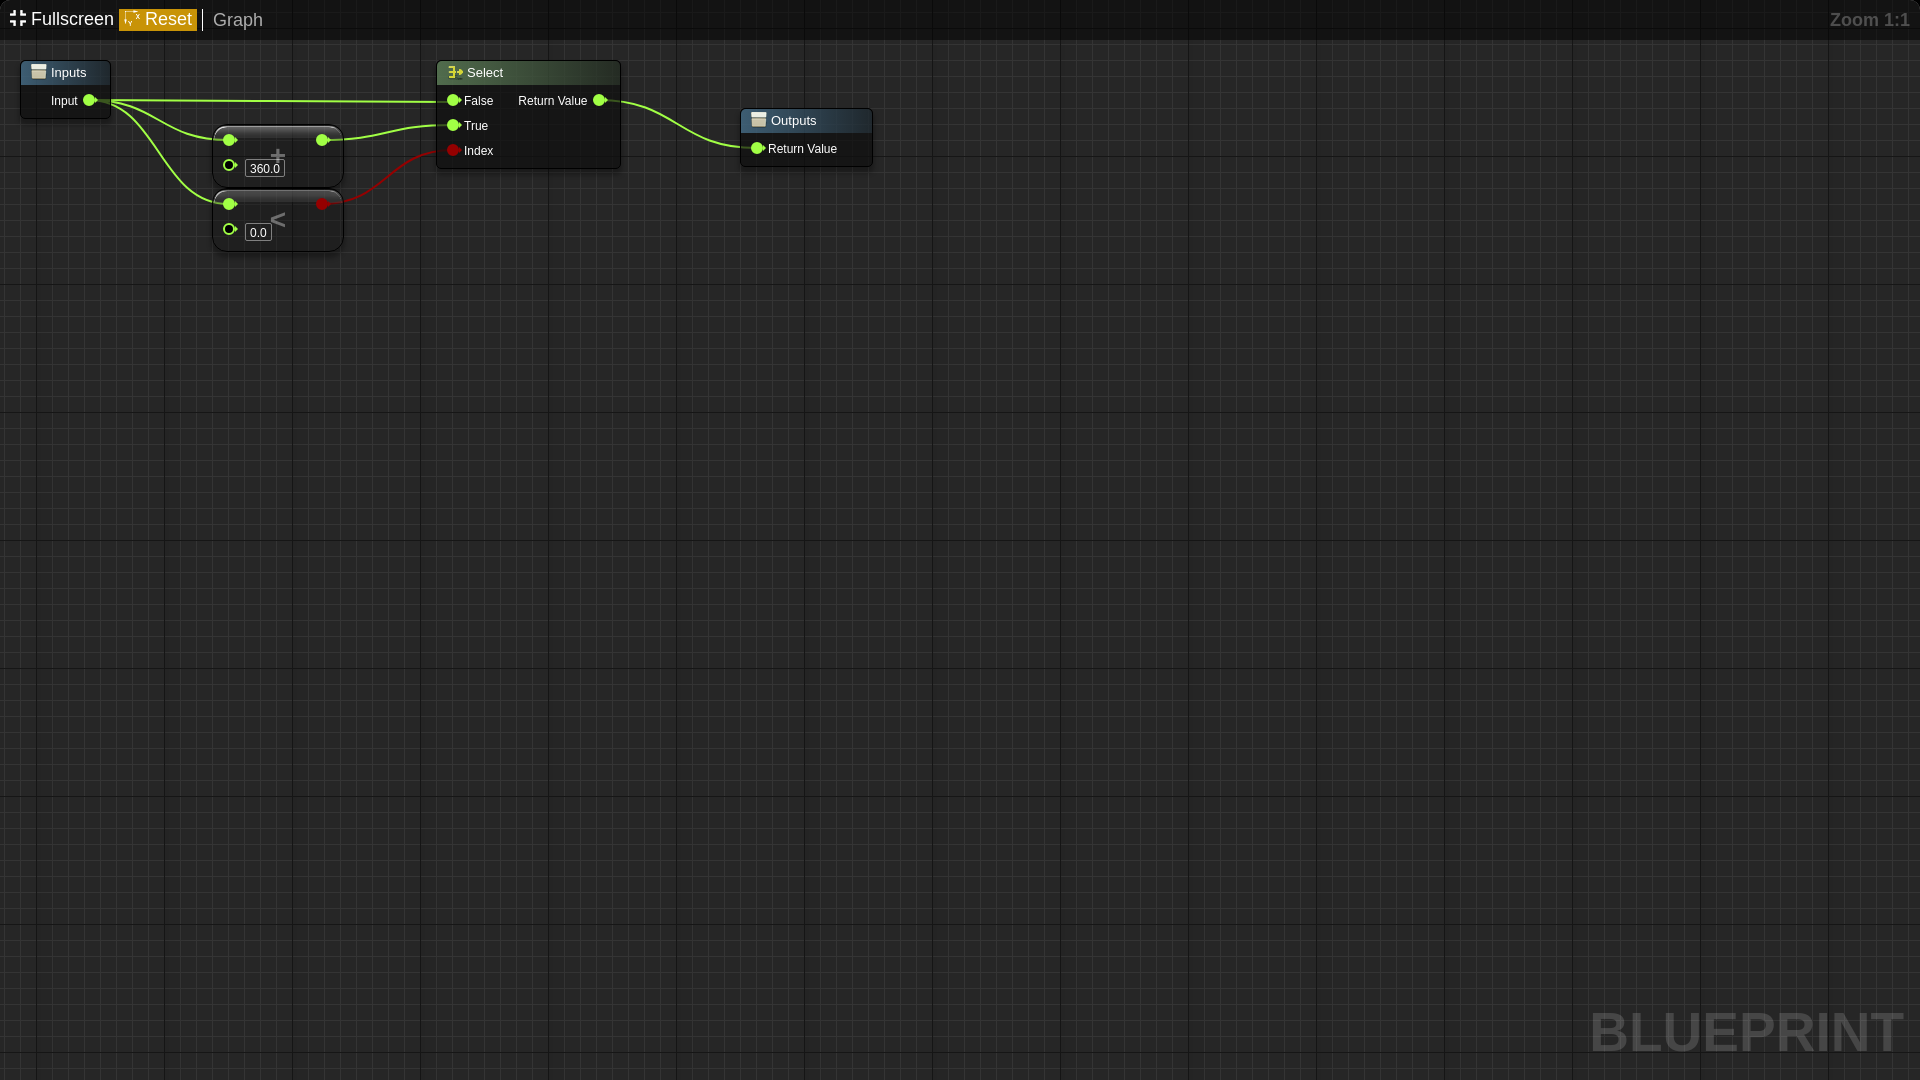 Fullscreen Reset Graph Zoom 1:1
Inputs
Input
+
360.0
<
0.0
Select
False Return Value
True
Index
Outputs
Return Value
BLUEPRINT